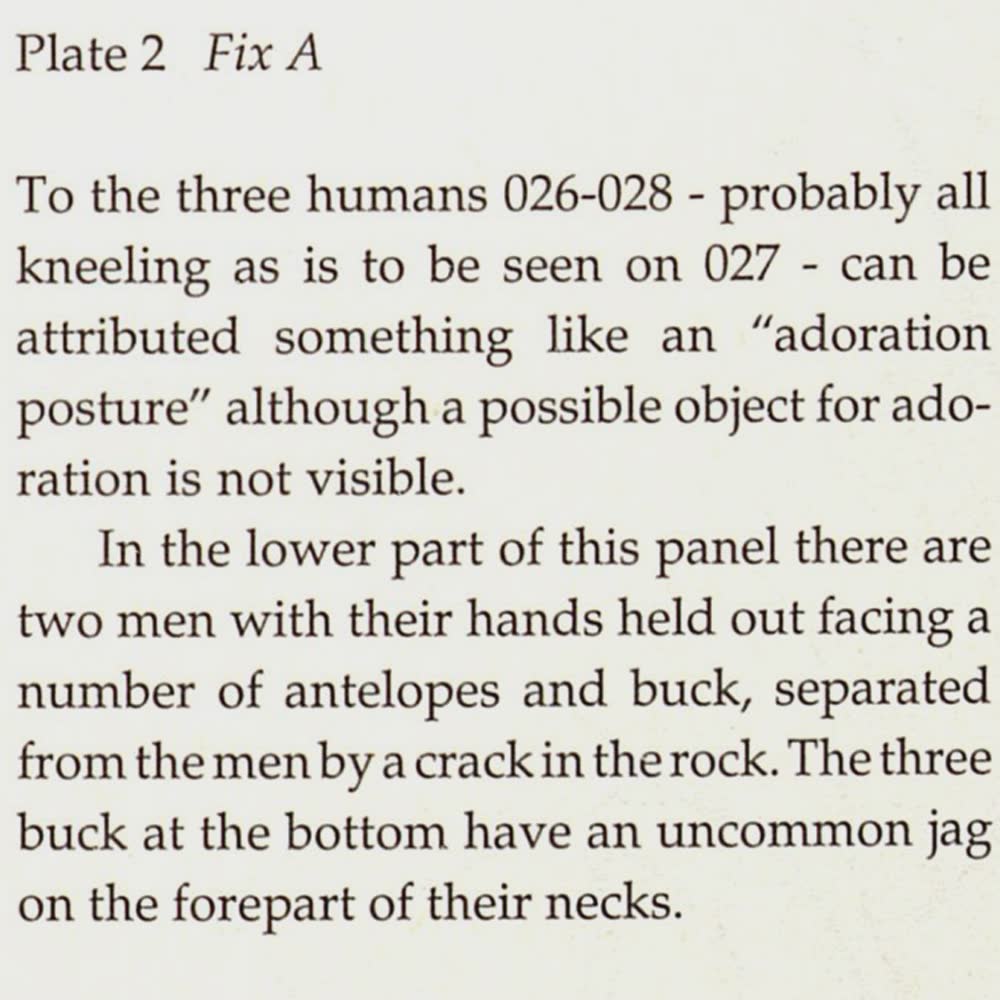 Plate 2 Fix A
To the three humans 026-028 - probably all
kneeling as is to be seen on 027 - can be
attributed something like an “adoration
posture” although a possible object for ado-
ration is not visible.
In the lower part of this panel there are
two men with their hands held out facing a
number of antelopes and buck, separated
from the men by a crack in the rock. The three
buck at the bottom have an uncommon jag
on the forepart of their necks.